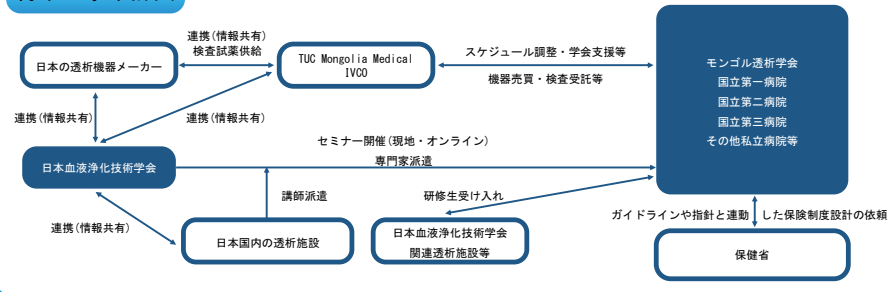 連携(情報共有)
検査試薬供給
日本の透析機器メーカー
TUC Mongolia Medical
IVCO
スケジュール調整・学会支援等
機器売買・検査受託等
モンゴル透析学会
国立第一病院
国立第二病院
国立第三病院
その他私立病院等
連携(情報共有)
連携(情報共有)
セミナー開催(現地・オンライン)
専門家派遣
日本血液浄化技術学会
講師派遣
研修生受け入れ
ガイドラインや指針と連動した保険制度設計の依頼
連携(情報共有)
日本国内の透析施設
日本血液浄化技術学会
関連透析施設等
保健省